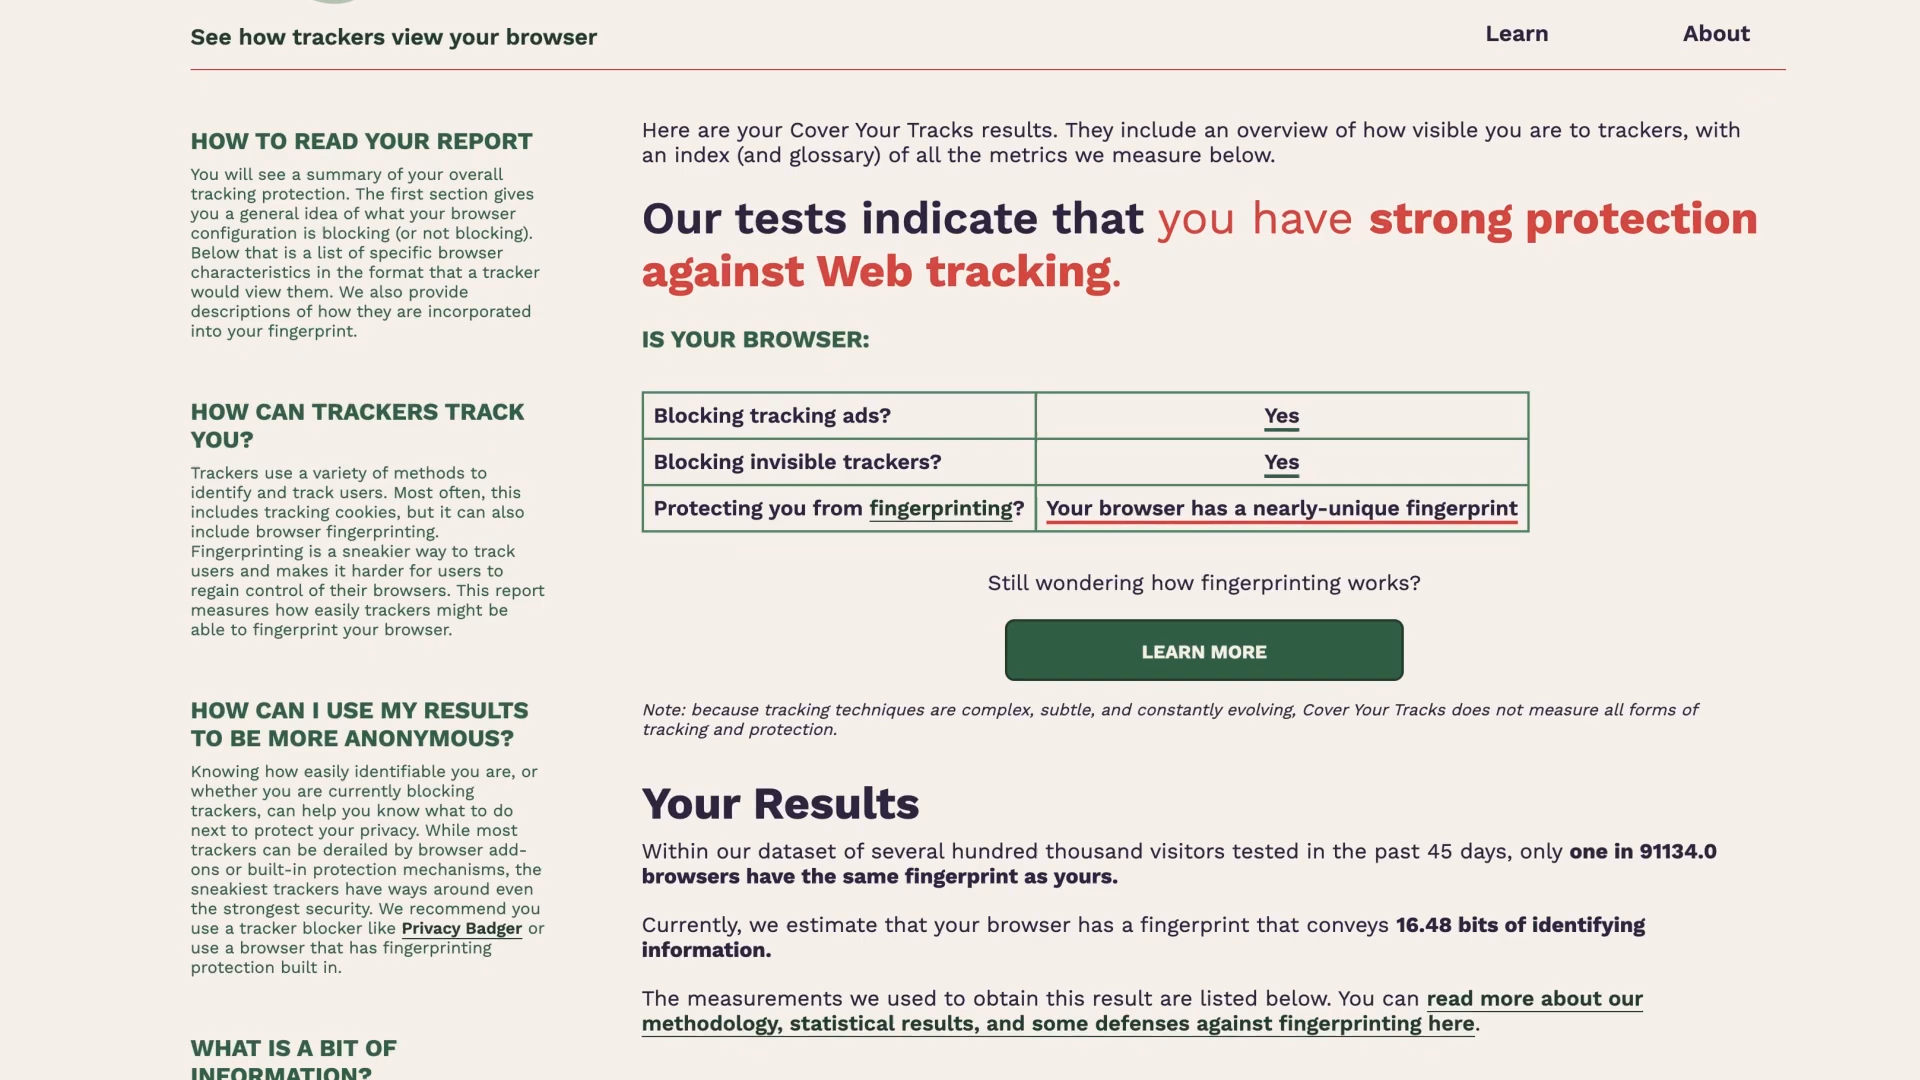 See how trackers view your browser
Learn
About
HOW TO READ YOUR REPORT
You will see a summary of your overall
tracking protection. The first section gives
you a general idea of what your browser
configuration is blocking (or not blocking).
Below that is a list of specific browser
characteristics in the format that a tracker
would view them. We also provide
descriptions of how they are incorporated
into your fingerprint.
HOW CAN TRACKERS TRACK
YOU?
Trackers use a variety of methods to
identify and track users. Most often, this
includes tracking cookies, but it can also
include browser fingerprinting.
Fingerprinting is a sneakier way to track
users and makes it harder for users to
regain control of their browsers. This report
measures how easily trackers might be
able to fingerprint your browser.
HOW CAN I USE MY RESULTS
TO BE MORE ANONYMOUS?
Knowing how easily identifiable you are, or
whether you are currently blocking
trackers, can help you know what to do
next to protect your privacy. While most
trackers can be derailed by browser add-
ons or built-in protection mechanisms, the
sneakiest trackers have ways around even
the strongest security. We recommend you
use a tracker blocker like Privacy Badger or
use a browser that has fingerprinting
protection built in.
WHAT IS A BIT OF
INFORMATION?
Here are your Cover Your Tracks results. They include an overview of how visible you are to trackers, with
an index (and glossary) of all the metrics we measure below.
Our tests indicate that you have strong protection
against Web tracking.
IS YOUR BROWSER:
Blocking tracking ads?
Yes
Blocking invisible trackers?
Yes
Protecting you from fingerprinting?
Your browser has a nearly-unique fingerprint
Still wondering how fingerprinting works?
LEARN MORE
Note: because tracking techniques are complex, subtle, and constantly evolving, Cover Your Tracks does not measure all forms of
tracking and protection.
Your Results
Within our dataset of several hundred thousand visitors tested in the past 45 days, only one in 91134.0
browsers have the same fingerprint as yours.
Currently, we estimate that your browser has a fingerprint that conveys 16.48 bits of identifying
information.
The measurements we used to obtain this result are listed below. You can read more about our
methodology, statistical results, and some defenses against fingerprinting here.